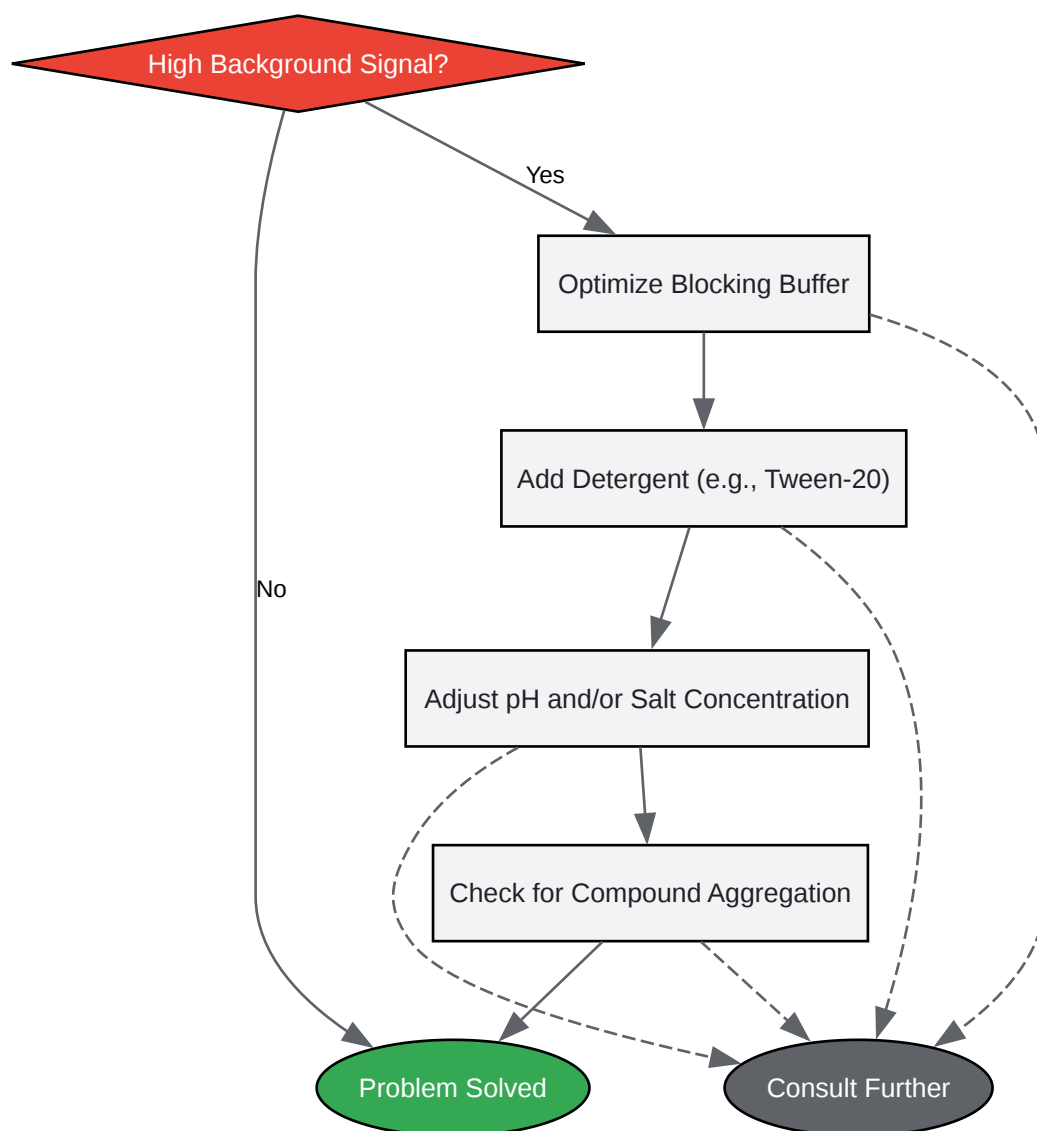 High Background Signal?
Yes
Optimize Blocking Buffer
Add Detergent (e.g., Tween-20)
No
Adjust pH and/or Salt Concentration
Check for Compound Aggregation
Problem Solved
Consult Further